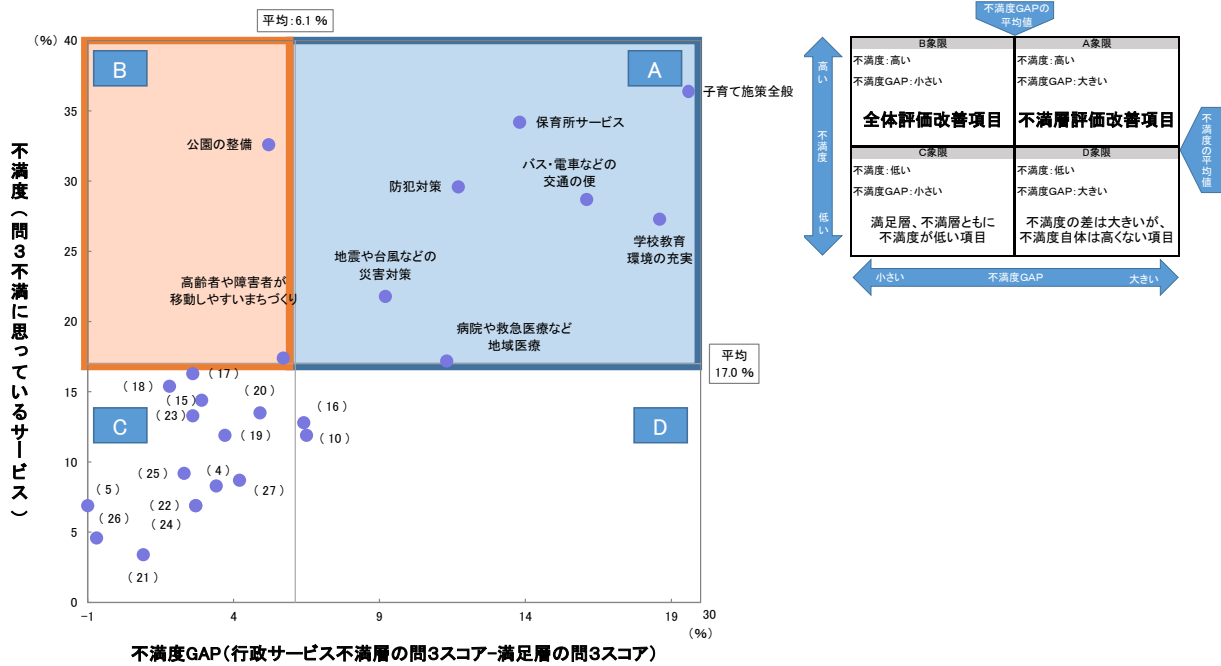 平均:6.1 %
(%)
40
35
30
25
20
15
10
5
0
-1
4
9
14
19
30
(%)
不満度(問3不満に思っているサービス)
不満度GAP(行政サービス不満層の問3スコア-満足層の問3スコア)
B
A
C
D
子育て施策全般
保育所サービス
公園の整備
バス・電車などの
交通の便
防犯対策
学校教育
環境の充実
地震や台風などの
災害対策
高齢者や障害者が
移動しやすいまちづくり
病院や救急医療など
地域医療
平均
17.0 %
(17)
(18)
(15)
(20)
(23)
(16)
(19)
(10)
(25)
(4)
(27)
(5)
(22)
(26)
(24)
(21)
不満度GAPの
平均値
高い
不満度
低い
B象限
不満度:高い
不満度GAP:小さい
全体評価改善項目
A象限
不満度:高い
不満度GAP:大きい
不満層評価改善項目
不満度の平均値
C象限
不満度:低い
不満度GAP:小さい
満足層、不満層ともに
不満度が低い項目
D象限
不満度:低い
不満度GAP:大きい
不満度の差は大きいが、
不満度自体は高くない項目
小さい
不満度GAP
大きい